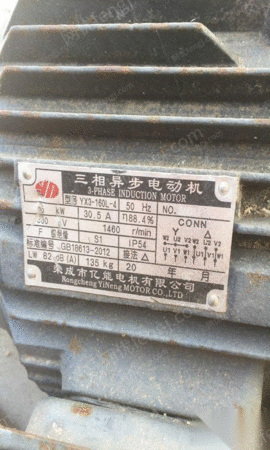 三相异步电动机
3-PHASE INDUCTION MOTOR
型号 YX3-160L-4 50 Hz NO.
kW 30.5 A η 88.4% CONN
V 1460 r/min Y △
F S1 IP54
标准编号 GB18613-2012 接法 △
LW 82 dB (A) 135 kg 20 年 月
荣成市亿能电机有限公司
Rongcheng YiNeng MOTOR CO.,LTD